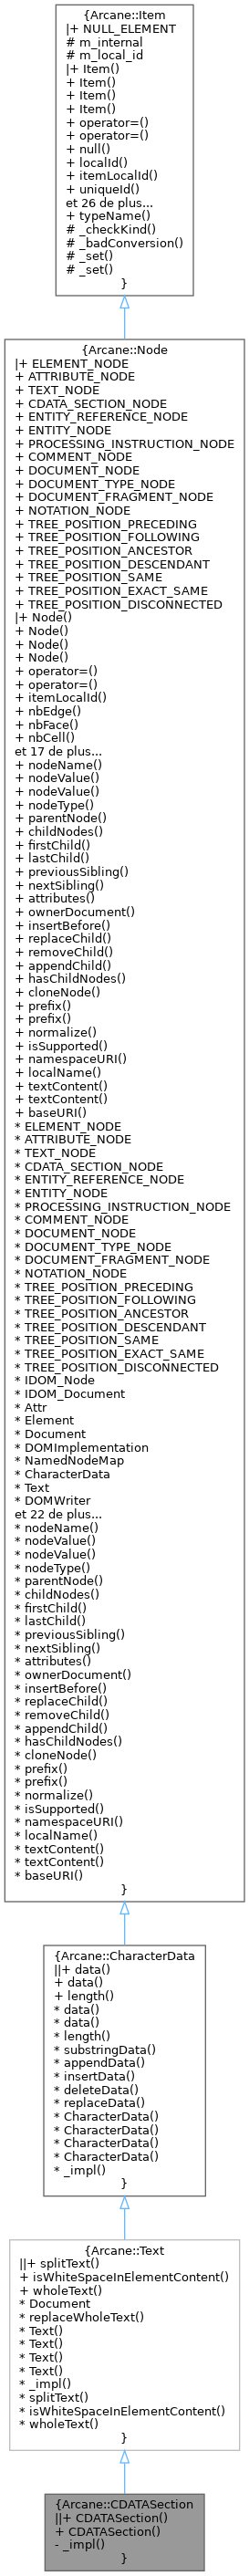 {Arcane::Item
|+ NULL_ELEMENT
# m_internal
# m_local_id
|+ Item()
+ Item()
+ Item()
+ Item()
+ operator=()
+ operator=()
+ null()
+ localId()
+ itemLocalId()
+ uniqueId()
et 26 de plus...
+ typeName()
# _checkKind()
# _badConversion()
# _set()
# _set()
}
{Arcane::Node
|+ ELEMENT_NODE
+ ATTRIBUTE_NODE
+ TEXT_NODE
+ CDATA_SECTION_NODE
+ ENTITY_REFERENCE_NODE
+ ENTITY_NODE
+ PROCESSING_INSTRUCTION_NODE
+ COMMENT_NODE
+ DOCUMENT_NODE
+ DOCUMENT_TYPE_NODE
+ DOCUMENT_FRAGMENT_NODE
+ NOTATION_NODE
+ TREE_POSITION_PRECEDING
+ TREE_POSITION_FOLLOWING
+ TREE_POSITION_ANCESTOR
+ TREE_POSITION_DESCENDANT
+ TREE_POSITION_SAME
+ TREE_POSITION_EXACT_SAME
+ TREE_POSITION_DISCONNECTED
|+ Node()
+ Node()
+ Node()
+ Node()
+ operator=()
+ operator=()
+ itemLocalId()
+ nbEdge()
+ nbFace()
+ nbCell()
et 17 de plus...
+ nodeName()
+ nodeValue()
+ nodeValue()
+ nodeType()
+ parentNode()
+ childNodes()
+ firstChild()
+ lastChild()
+ previousSibling()
+ nextSibling()
+ attributes()
+ ownerDocument()
+ insertBefore()
+ replaceChild()
+ removeChild()
+ appendChild()
+ hasChildNodes()
+ cloneNode()
+ prefix()
+ prefix()
+ normalize()
+ isSupported()
+ namespaceURI()
+ localName()
+ textContent()
+ textContent()
+ baseURI()
* ELEMENT_NODE
* ATTRIBUTE_NODE
* TEXT_NODE
* CDATA_SECTION_NODE
* ENTITY_REFERENCE_NODE
* ENTITY_NODE
* PROCESSING_INSTRUCTION_NODE
* COMMENT_NODE
* DOCUMENT_NODE
* DOCUMENT_TYPE_NODE
* DOCUMENT_FRAGMENT_NODE
* NOTATION_NODE
* TREE_POSITION_PRECEDING
* TREE_POSITION_FOLLOWING
* TREE_POSITION_ANCESTOR
* TREE_POSITION_DESCENDANT
* TREE_POSITION_SAME
* TREE_POSITION_EXACT_SAME
* TREE_POSITION_DISCONNECTED
* IDOM_Node
* IDOM_Document
* Attr
* Element
* Document
* DOMImplementation
* NamedNodeMap
* CharacterData
* Text
* DOMWriter
et 22 de plus...
* nodeName()
* nodeValue()
* nodeValue()
* nodeType()
* parentNode()
* childNodes()
* firstChild()
* lastChild()
* previousSibling()
* nextSibling()
* attributes()
* ownerDocument()
* insertBefore()
* replaceChild()
* removeChild()
* appendChild()
* hasChildNodes()
* cloneNode()
* prefix()
* prefix()
* normalize()
* isSupported()
* namespaceURI()
* localName()
* textContent()
* textContent()
* baseURI()
}
{Arcane::CharacterData
||+ data()
+ data()
+ length()
* data()
* data()
* length()
* substringData()
* appendData()
* insertData()
* deleteData()
* replaceData()
* CharacterData()
* CharacterData()
* CharacterData()
* CharacterData()
* _impl()
}
{Arcane::Text
||+ splitText()
+ isWhiteSpaceInElementContent()
+ wholeText()
* Document
* replaceWholeText()
* Text()
* Text()
* Text()
* Text()
* _impl()
* splitText()
* isWhiteSpaceInElementContent()
* wholeText()
}
{Arcane::CDATASection
||+ CDATASection()
+ CDATASection()
- _impl()
}